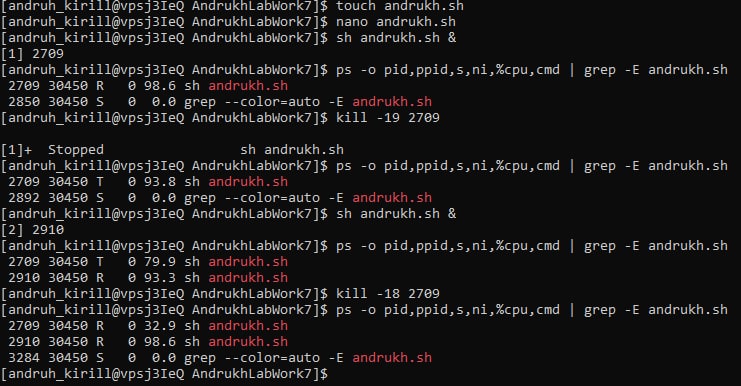 [andruh_kirill@vpsj3IeQ AndrukhLabWork7]$ touch andrukh.sh
[andruh_kirill@vpsj3IeQ AndrukhLabWork7]$ nano andrukh.sh
[andruh_kirill@vpsj3IeQ AndrukhLabWork7]$ sh andrukh.sh &
[1] 2709
[andruh_kirill@vpsj3IeQ AndrukhLabWork7]$ ps -o pid,ppid,s,ni,%cpu,cmd | grep -E andrukh.sh
 2709 30450 R   0 98.6 sh andrukh.sh
 2850 30450 S   0  0.0 grep --color=auto -E andrukh.sh
[andruh_kirill@vpsj3IeQ AndrukhLabWork7]$ kill -19 2709
[1]+  Stopped                 sh andrukh.sh
[andruh_kirill@vpsj3IeQ AndrukhLabWork7]$ ps -o pid,ppid,s,ni,%cpu,cmd | grep -E andrukh.sh
 2709 30450 T   0 93.8 sh andrukh.sh
 2892 30450 S   0  0.0 grep --color=auto -E andrukh.sh
[andruh_kirill@vpsj3IeQ AndrukhLabWork7]$ sh andrukh.sh &
[2] 2910
[andruh_kirill@vpsj3IeQ AndrukhLabWork7]$ ps -o pid,ppid,s,ni,%cpu,cmd | grep -E andrukh.sh
 2709 30450 T   0 79.9 sh andrukh.sh
 2910 30450 R   0 93.3 sh andrukh.sh
[andruh_kirill@vpsj3IeQ AndrukhLabWork7]$ kill -18 2709
[andruh_kirill@vpsj3IeQ AndrukhLabWork7]$ ps -o pid,ppid,s,ni,%cpu,cmd | grep -E andrukh.sh
 2709 30450 R   0 32.9 sh andrukh.sh
 2910 30450 R   0 98.6 sh andrukh.sh
 3284 30450 S   0  0.0 grep --color=auto -E andrukh.sh
[andruh_kirill@vpsj3IeQ AndrukhLabWork7]$